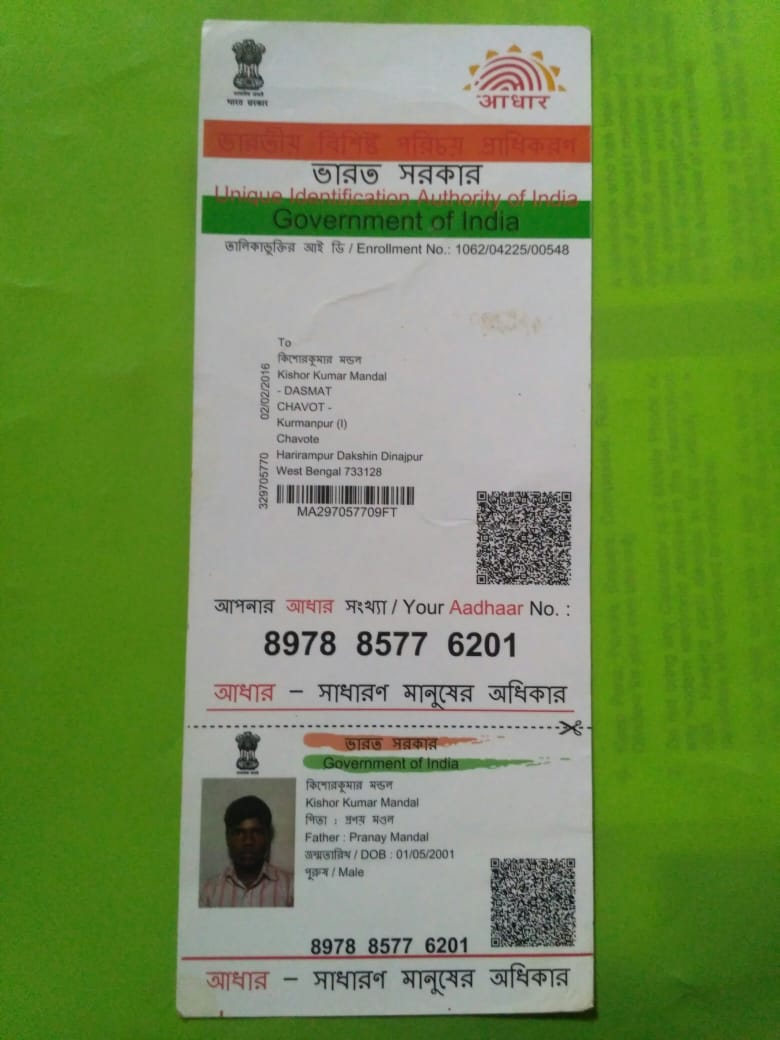 सत्यमेव जयते
भारत सरकार
आधार
ভারতীয় বিশিষ্ট পরিচয় প্রাধিকরণ
ভারত সরকার
Unique Identification Authority of India
Government of India
তালিকাভুক্তির আই ডি / Enrollment No.: 1062/04225/00548
To
কিশোরকুমার মন্ডল
Kishor Kumar Mandal
- DASMAT
CHAVOT -
Kurmanpur (I)
Chavote
Harirampur Dakshin Dinajpur
West Bengal 733128
02/02/2016
329705770
MA297057709FT
আপনার আধার সংখ্যা / Your Aadhaar No. :
8978 8577 6201
আধার – সাধারণ মানুষের অধিকার
ভারত সরকার
Government of India
কিশোরকুমার মন্ডল
Kishor Kumar Mandal
পিতা : প্রণয় মণ্ডল
Father : Pranay Mandal
জন্মতারিখ / DOB : 01/05/2001
পুরুষ / Male
8978 8577 6201
আধার – সাধারণ মানুষের অধিকার